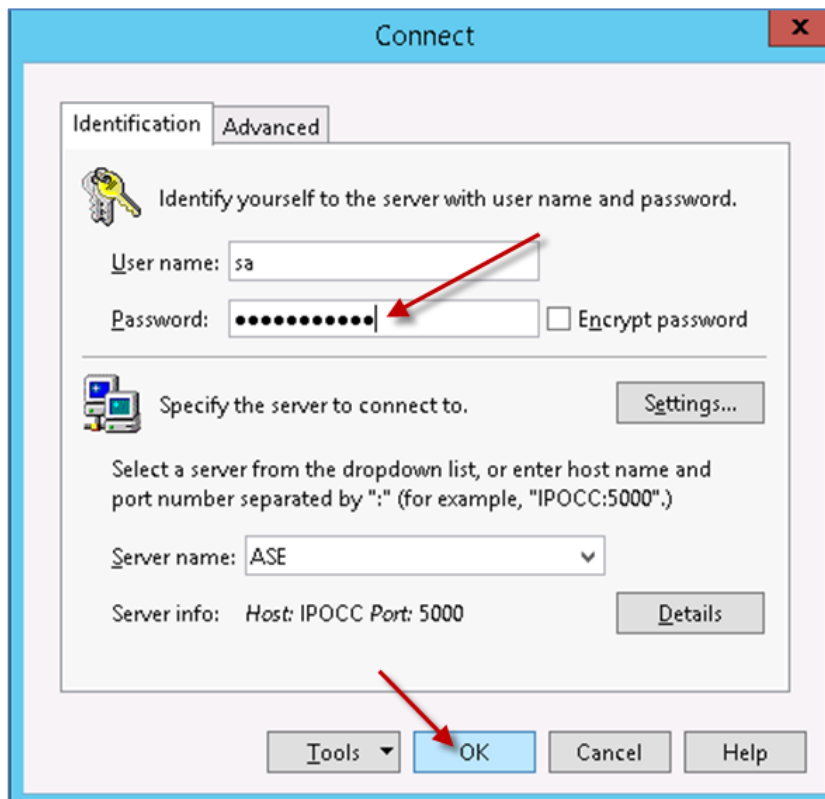 Connect
x
Identification
Advanced
Identify yourself to the server with user name and password.
User name: sa
Password: ●●●●●●●●●●●
Encrypt password
Specify the server to connect to.
Settings...
Select a server from the dropdown list, or enter host name and
port number separated by ":" (for example, "IPOCC:5000".)
Server name: ASE
Server info: Host: IPOCC Port: 5000
Details
Tools
OK
Cancel
Help